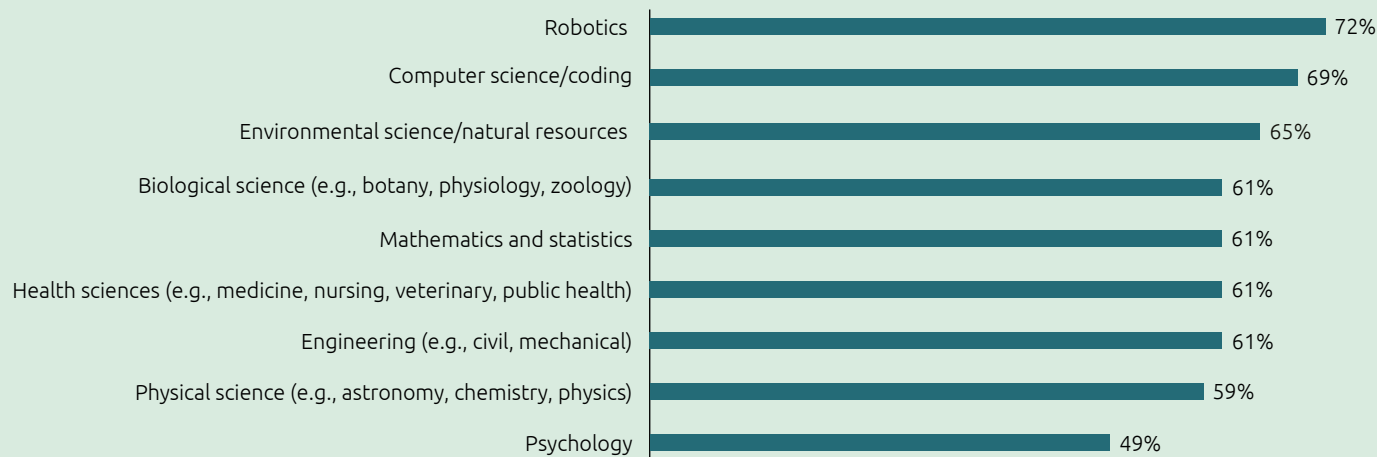 Robotics 72%
Computer science/coding 69%
Environmental science/natural resources 65%
Biological science (e.g., botany, physiology, zoology) 61%
Mathematics and statistics 61%
Health sciences (e.g., medicine, nursing, veterinary, public health) 61%
Engineering (e.g., civil, mechanical) 61%
Physical science (e.g., astronomy, chemistry, physics) 59%
Psychology 49%